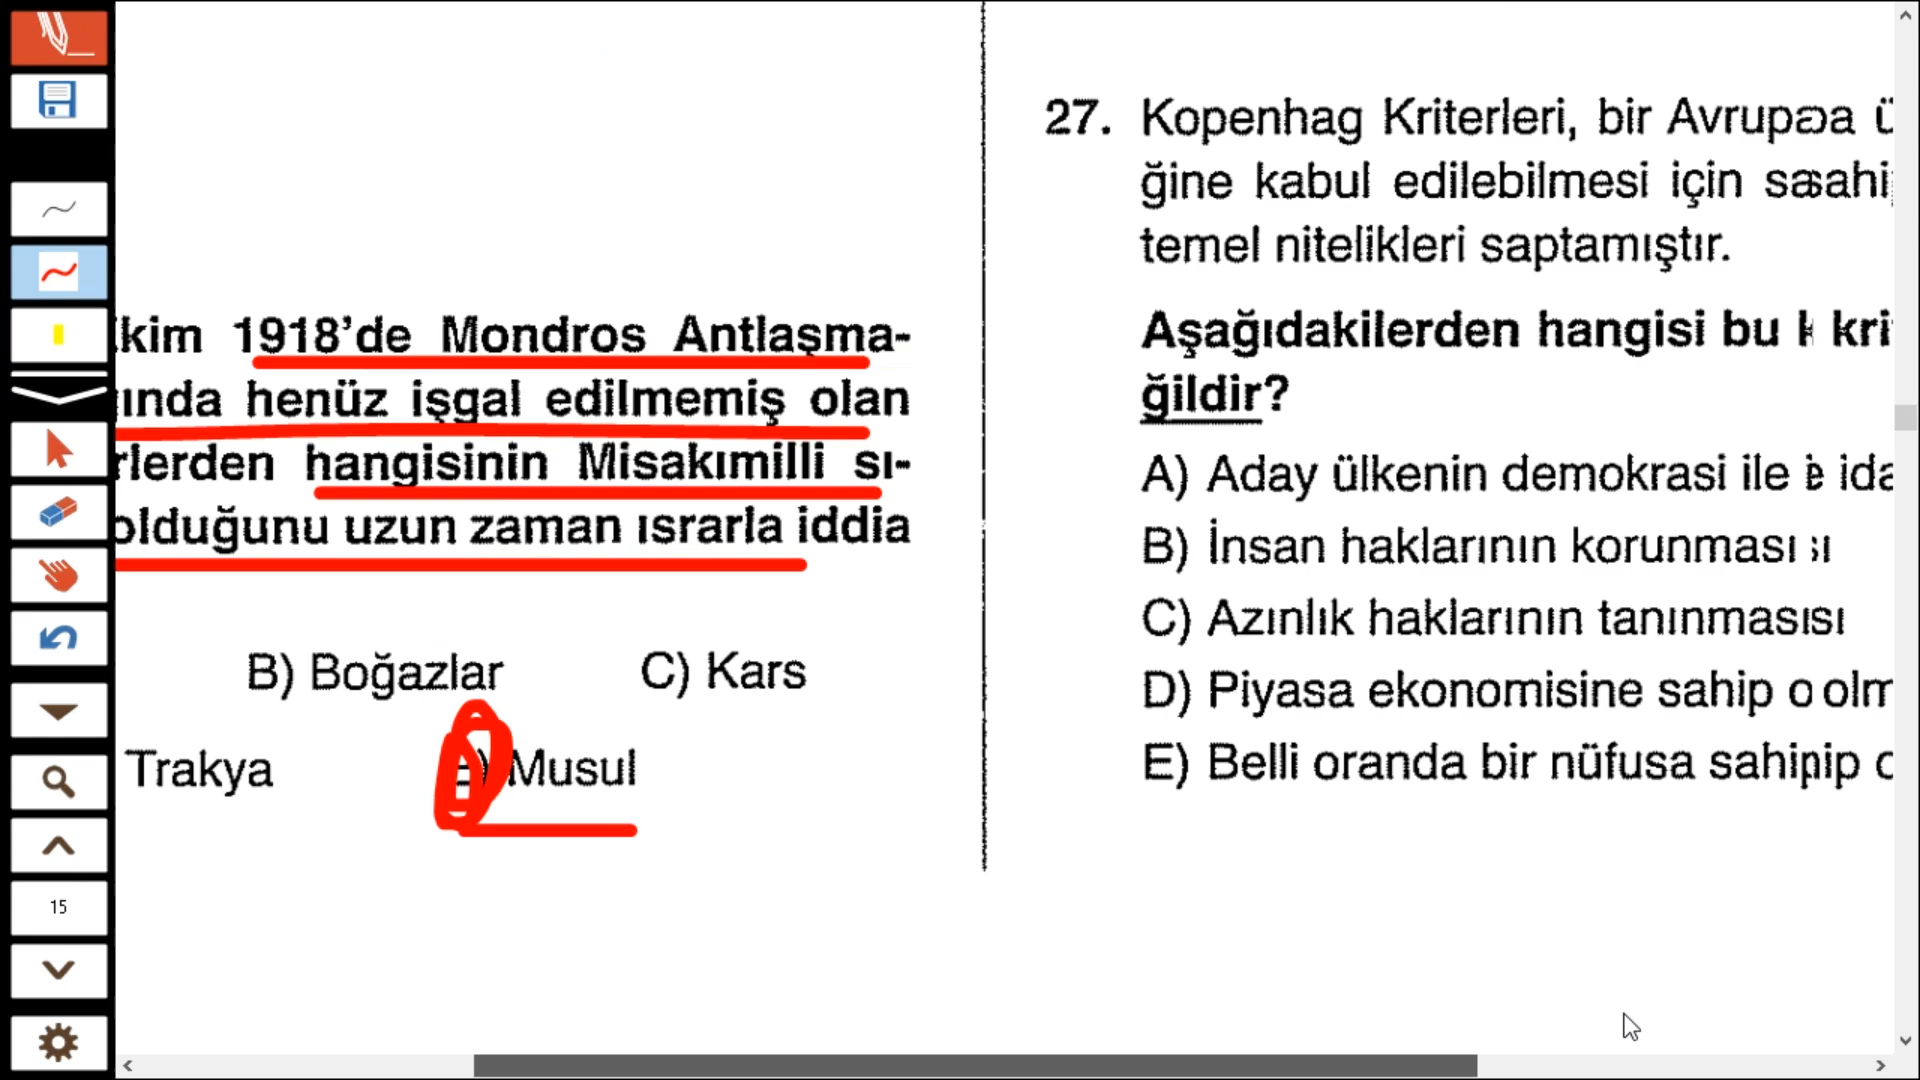 kim 1918'de Mondros Antlaşma-
ında henüz işgal edilmemiş olan
rlerden hangisinin Misakımilli sı-
olduğunu uzun zaman ısrarla iddia
B) Boğazlar C) Kars
Trakya E) Musul
27. Kopenhag Kriterleri, bir Avrupa ü
ğine kabul edilebilmesi için sahi
temel nitelikleri saptamıştır.
Aşağıdakilerden hangisi bu kri
ğildir?
A) Aday ülkenin demokrasi ile ida
B) İnsan haklarının korunması
C) Azınlık haklarının tanınması
D) Piyasa ekonomisine sahip olm
E) Belli oranda bir nüfusa sahip o
15